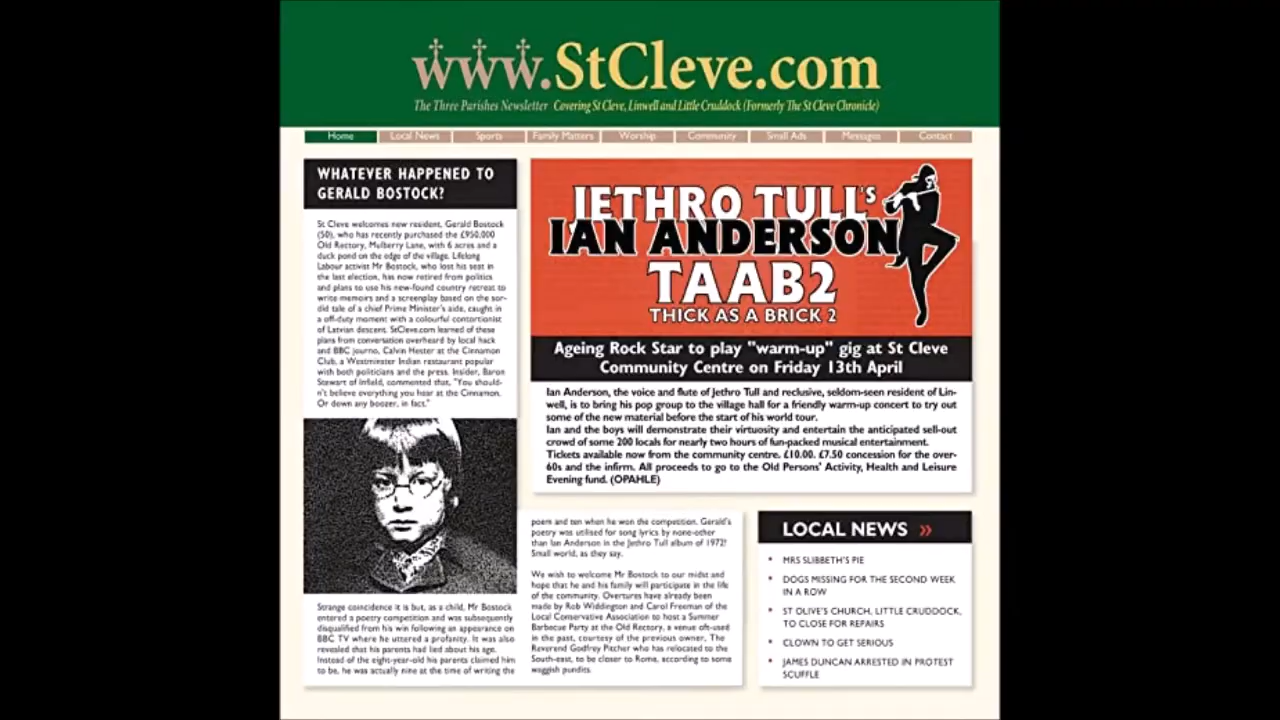 www.StCleve.com
The Three Parishes Newsletter Covering St Cleve, Linwell and Little Cruddock (Formerly The St Cleve Chronicle)
Home Local News Sports Family Matters Worship Community Small Ads Messages Contact
WHATEVER HAPPENED TO
GERALD BOSTOCK?
St Cleve welcomes new resident, Gerald Bostock
(50), who has recently purchased the £950,000
Old Rectory, Mulberry Lane, with 6 acres and a
duck pond on the edge of the village. Lifelong
Labour activist Mr Bostock, who lost his seat in
the last election, has now retired from politics
and plans to use his new-found country retreat to
write memoirs and a screenplay based on the sor-
did tale of a chief Prime Minister's aide, caught in
a off-duty moment with a colourful contortionist
of Latvian descent. StCleve.com learned of these
plans from conversation overheard by local hack
and BBC journo, Calvin Hester at the Cinnamon
Club, a Westminster Indian restaurant popular
with both politicians and the press. Insider, Baron
Stewart of Infield, commented that, "You should-
n't believe everything you hear at the Cinnamon.
Or down any boozer, in fact."
Strange coincidence it is but, as a child, Mr Bostock
entered a poetry competition and was subsequently
disqualified from his win following an appearance on
BBC TV where he uttered a profanity. It was also
revealed that his parents had lied about his age.
Instead of the eight-year-old his parents claimed him
to be, he was actually nine at the time of writing the
poem and ten when he won the competition. Gerald's
poetry was utilised for song lyrics by none-other
than Ian Anderson in the Jethro Tull album of 1972!
Small world, as they say.
We wish to welcome Mr Bostock to our midst and
hope that he and his family will participate in the life
of the community. Overtures have already been
made by Rob Widdington and Carol Freeman of the
Local Conservative Association to host a Summer
Barbecue Party at the Old Rectory, a venue oft-used
in the past, courtesy of the previous owner, The
Reverend Godfrey Pitcher who has relocated to the
South-east, to be closer to Rome, according to some
waggish pundits.
JETHRO TULL'S
IAN ANDERSON
TAAB2
THICK AS A BRICK 2
Ageing Rock Star to play "warm-up" gig at St Cleve
Community Centre on Friday 13th April
Ian Anderson, the voice and flute of Jethro Tull and reclusive, seldom-seen resident of Lin-
well, is to bring his pop group to the village hall for a friendly warm-up concert to try out
some of the new material before the start of his world tour.
Ian and the boys will demonstrate their virtuosity and entertain the anticipated sell-out
crowd of some 200 locals for nearly two hours of fun-packed musical entertainment.
Tickets available now from the community centre. £10.00. £7.50 concession for the over-
60s and the infirm. All proceeds to go to the Old Persons' Activity, Health and Leisure
Evening fund. (OPAHLE)
LOCAL NEWS »
• MRS SLIBBETH'S PIE
• DOGS MISSING FOR THE SECOND WEEK
IN A ROW
• ST OLIVE'S CHURCH, LITTLE CRUDDOCK,
TO CLOSE FOR REPAIRS
• CLOWN TO GET SERIOUS
• JAMES DUNCAN ARRESTED IN PROTEST
SCUFFLE